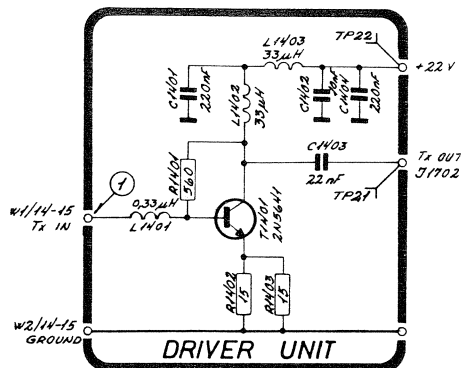 TP22
L1403
33µH
+22V
C1401
220nF
L1402
33µH
C1402
10nF
C1404
220nF
C1403
22nF
Tx OUT
J1702
TP21
R1401
560
1
W1/14-15
Tx IN
0,33µH
L1401
T1401
2N5641
R1402
15
R1403
15
W2/14-15
GROUND
DRIVER UNIT